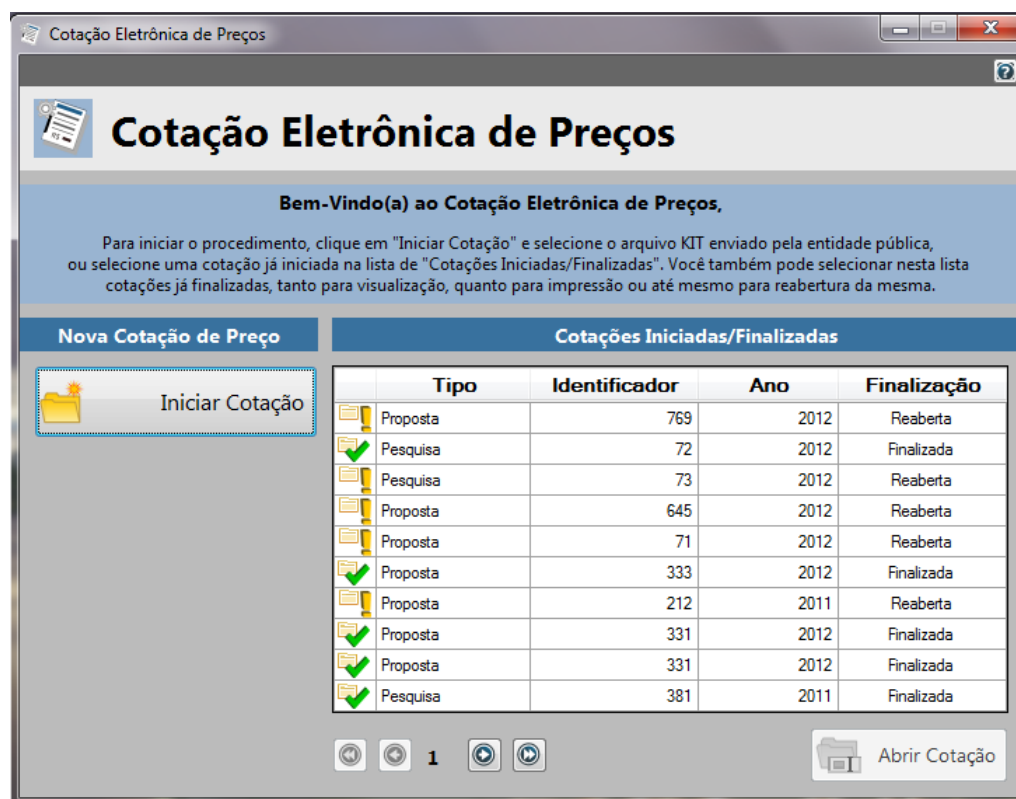 Cotação Eletrônica de Preços
Cotação Eletrônica de Preços
Bem-Vindo(a) ao Cotação Eletrônica de Preços,
Para iniciar o procedimento, clique em "Iniciar Cotação" e selecione o arquivo KIT enviado pela entidade pública,
ou selecione uma cotação já iniciada na lista de "Cotações Iniciadas/Finalizadas". Você também pode selecionar nesta lista
cotações já finalizadas, tanto para visualização, quanto para impressão ou até mesmo para reabertura da mesma.
Nova Cotação de Preço
Iniciar Cotação
Cotações Iniciadas/Finalizadas
Tipo Identificador Ano Finalização
Proposta 769 2012 Reaberta
Pesquisa 72 2012 Finalizada
Pesquisa 73 2012 Reaberta
Proposta 645 2012 Reaberta
Proposta 71 2012 Reaberta
Proposta 333 2012 Finalizada
Proposta 212 2011 Reaberta
Proposta 331 2012 Finalizada
Proposta 331 2012 Finalizada
Pesquisa 381 2011 Finalizada
1
Abrir Cotação